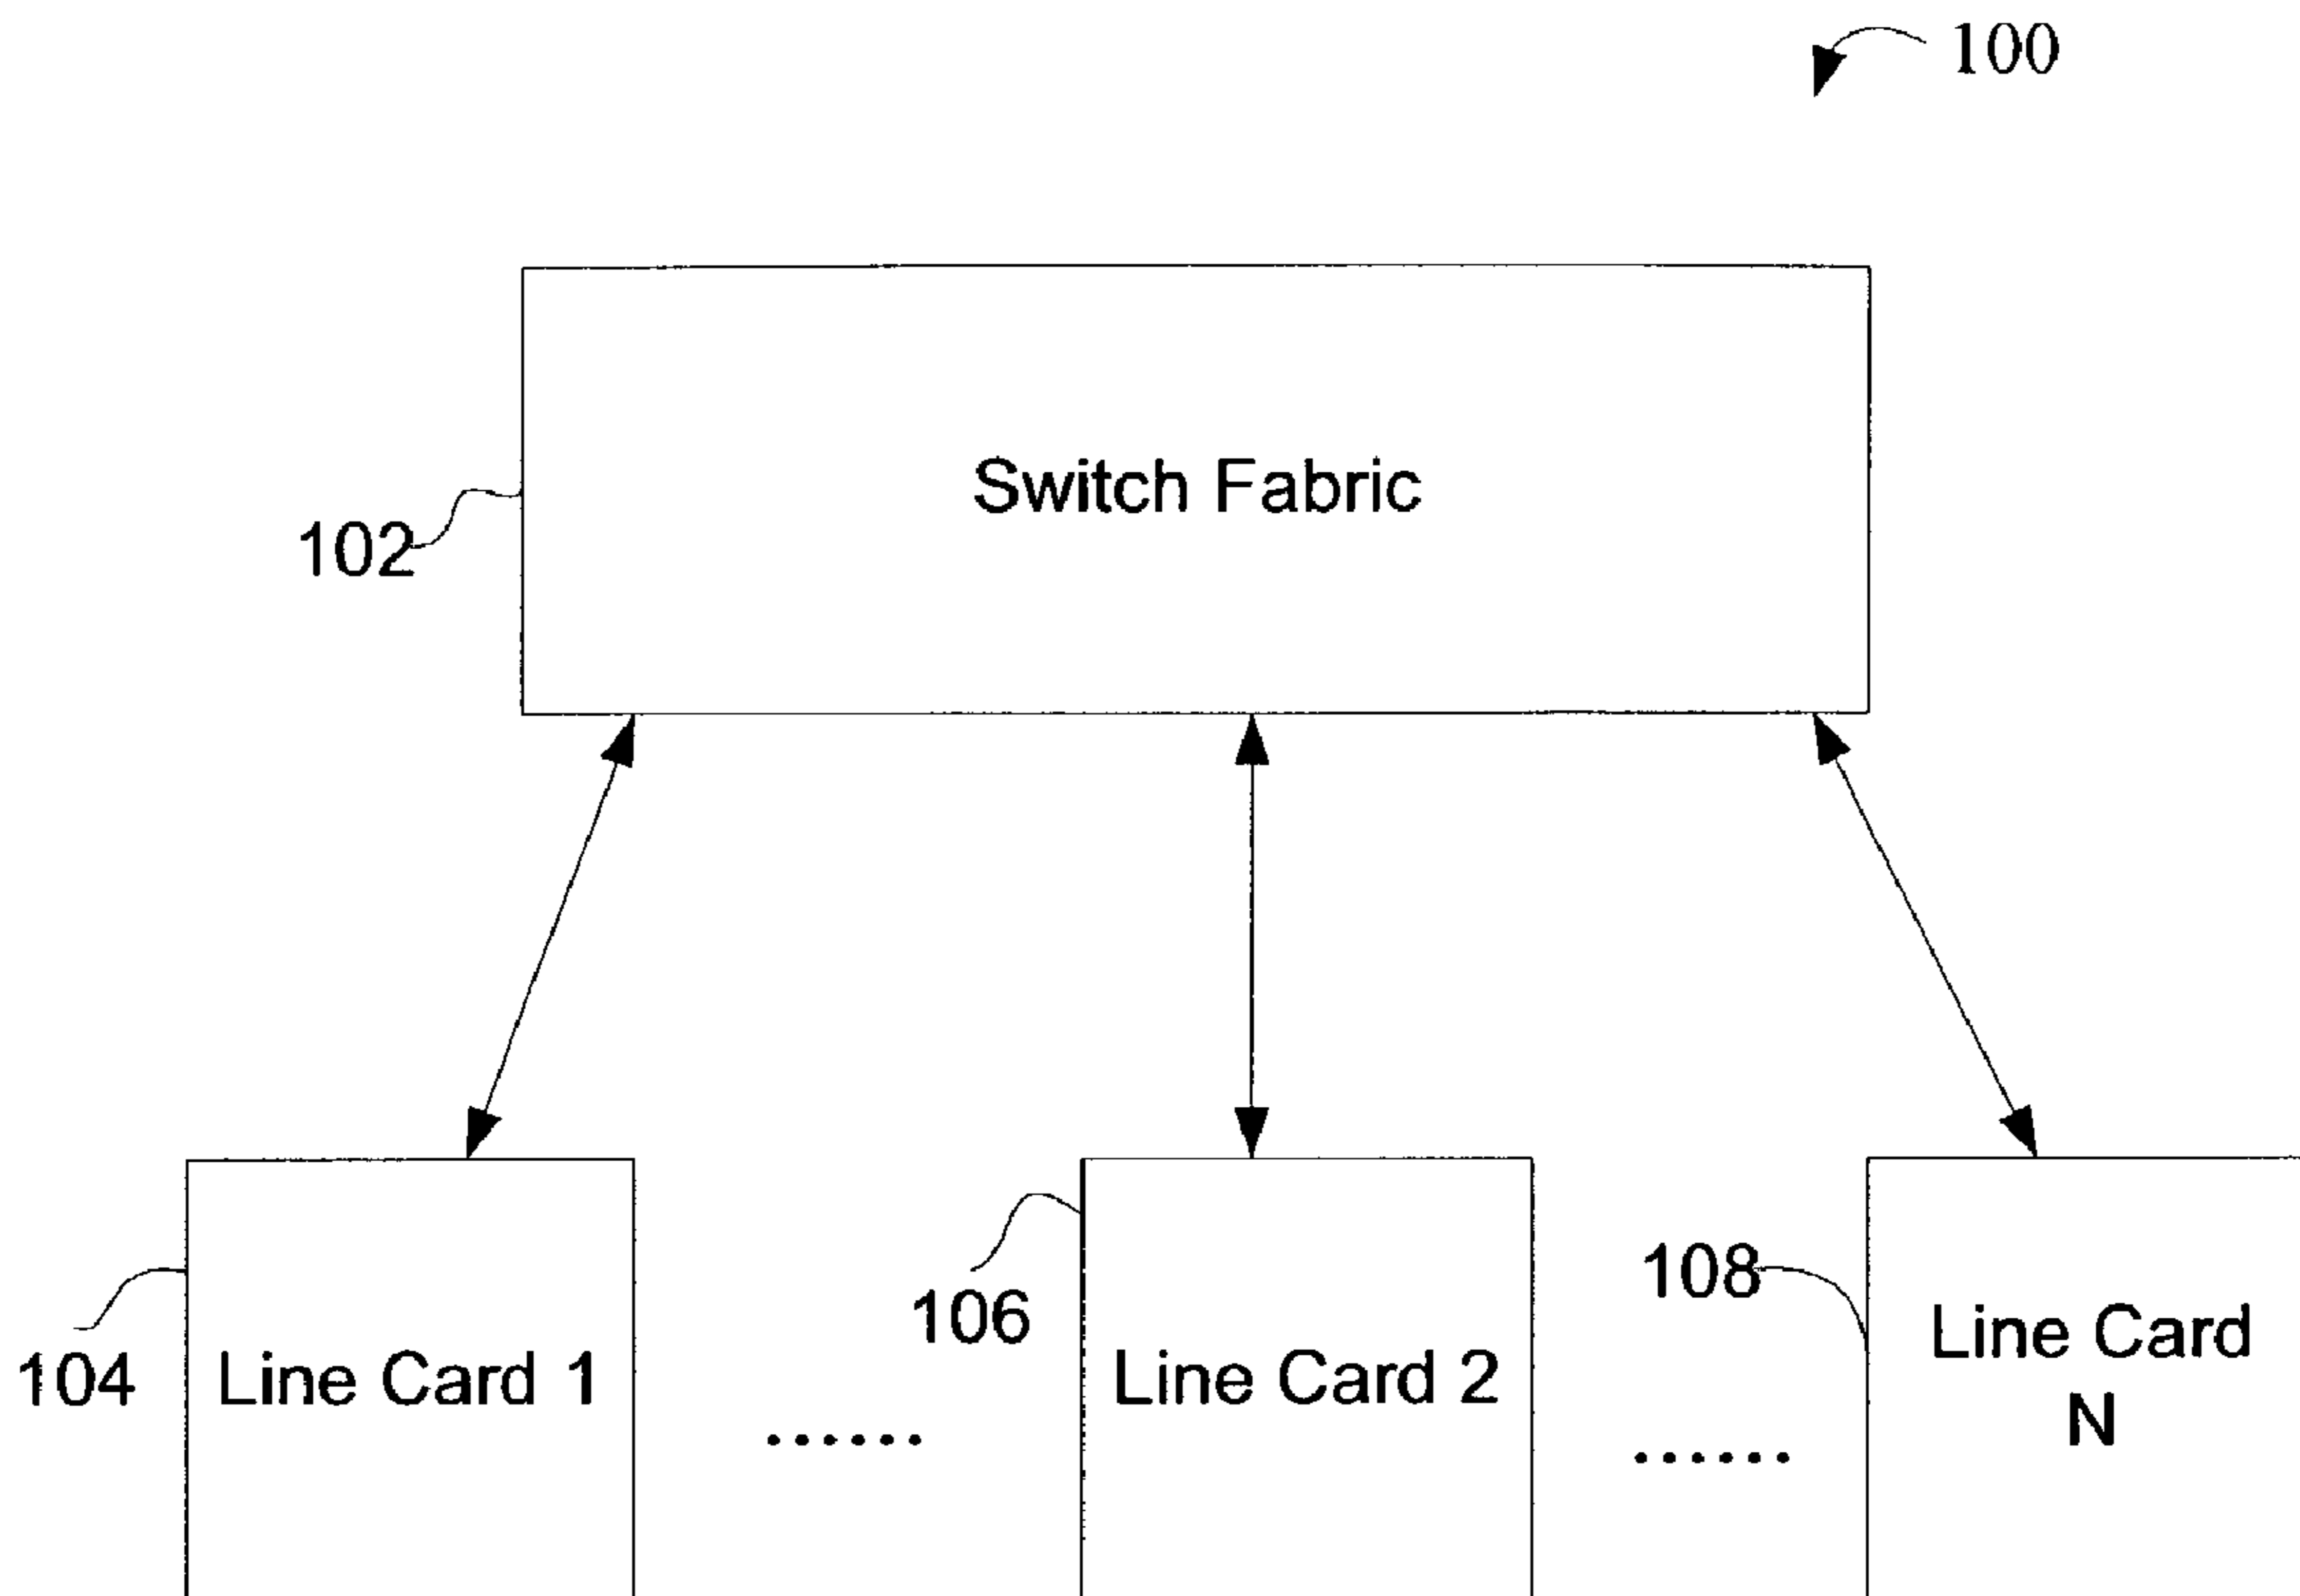 100
Switch Fabric
102
104
Line Card 1
......
106
Line Card 2
......
108
Line Card
N